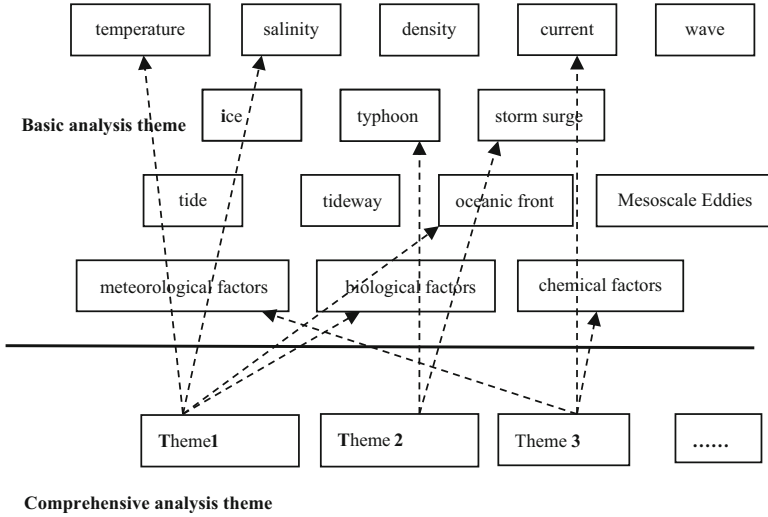 temperature salinity density current wave
Basic analysis theme ice typhoon storm surge
tide tideway oceanic front Mesoscale Eddies
meteorological factors biological factors chemical factors
Theme1 Theme 2 Theme 3 ......
Comprehensive analysis theme